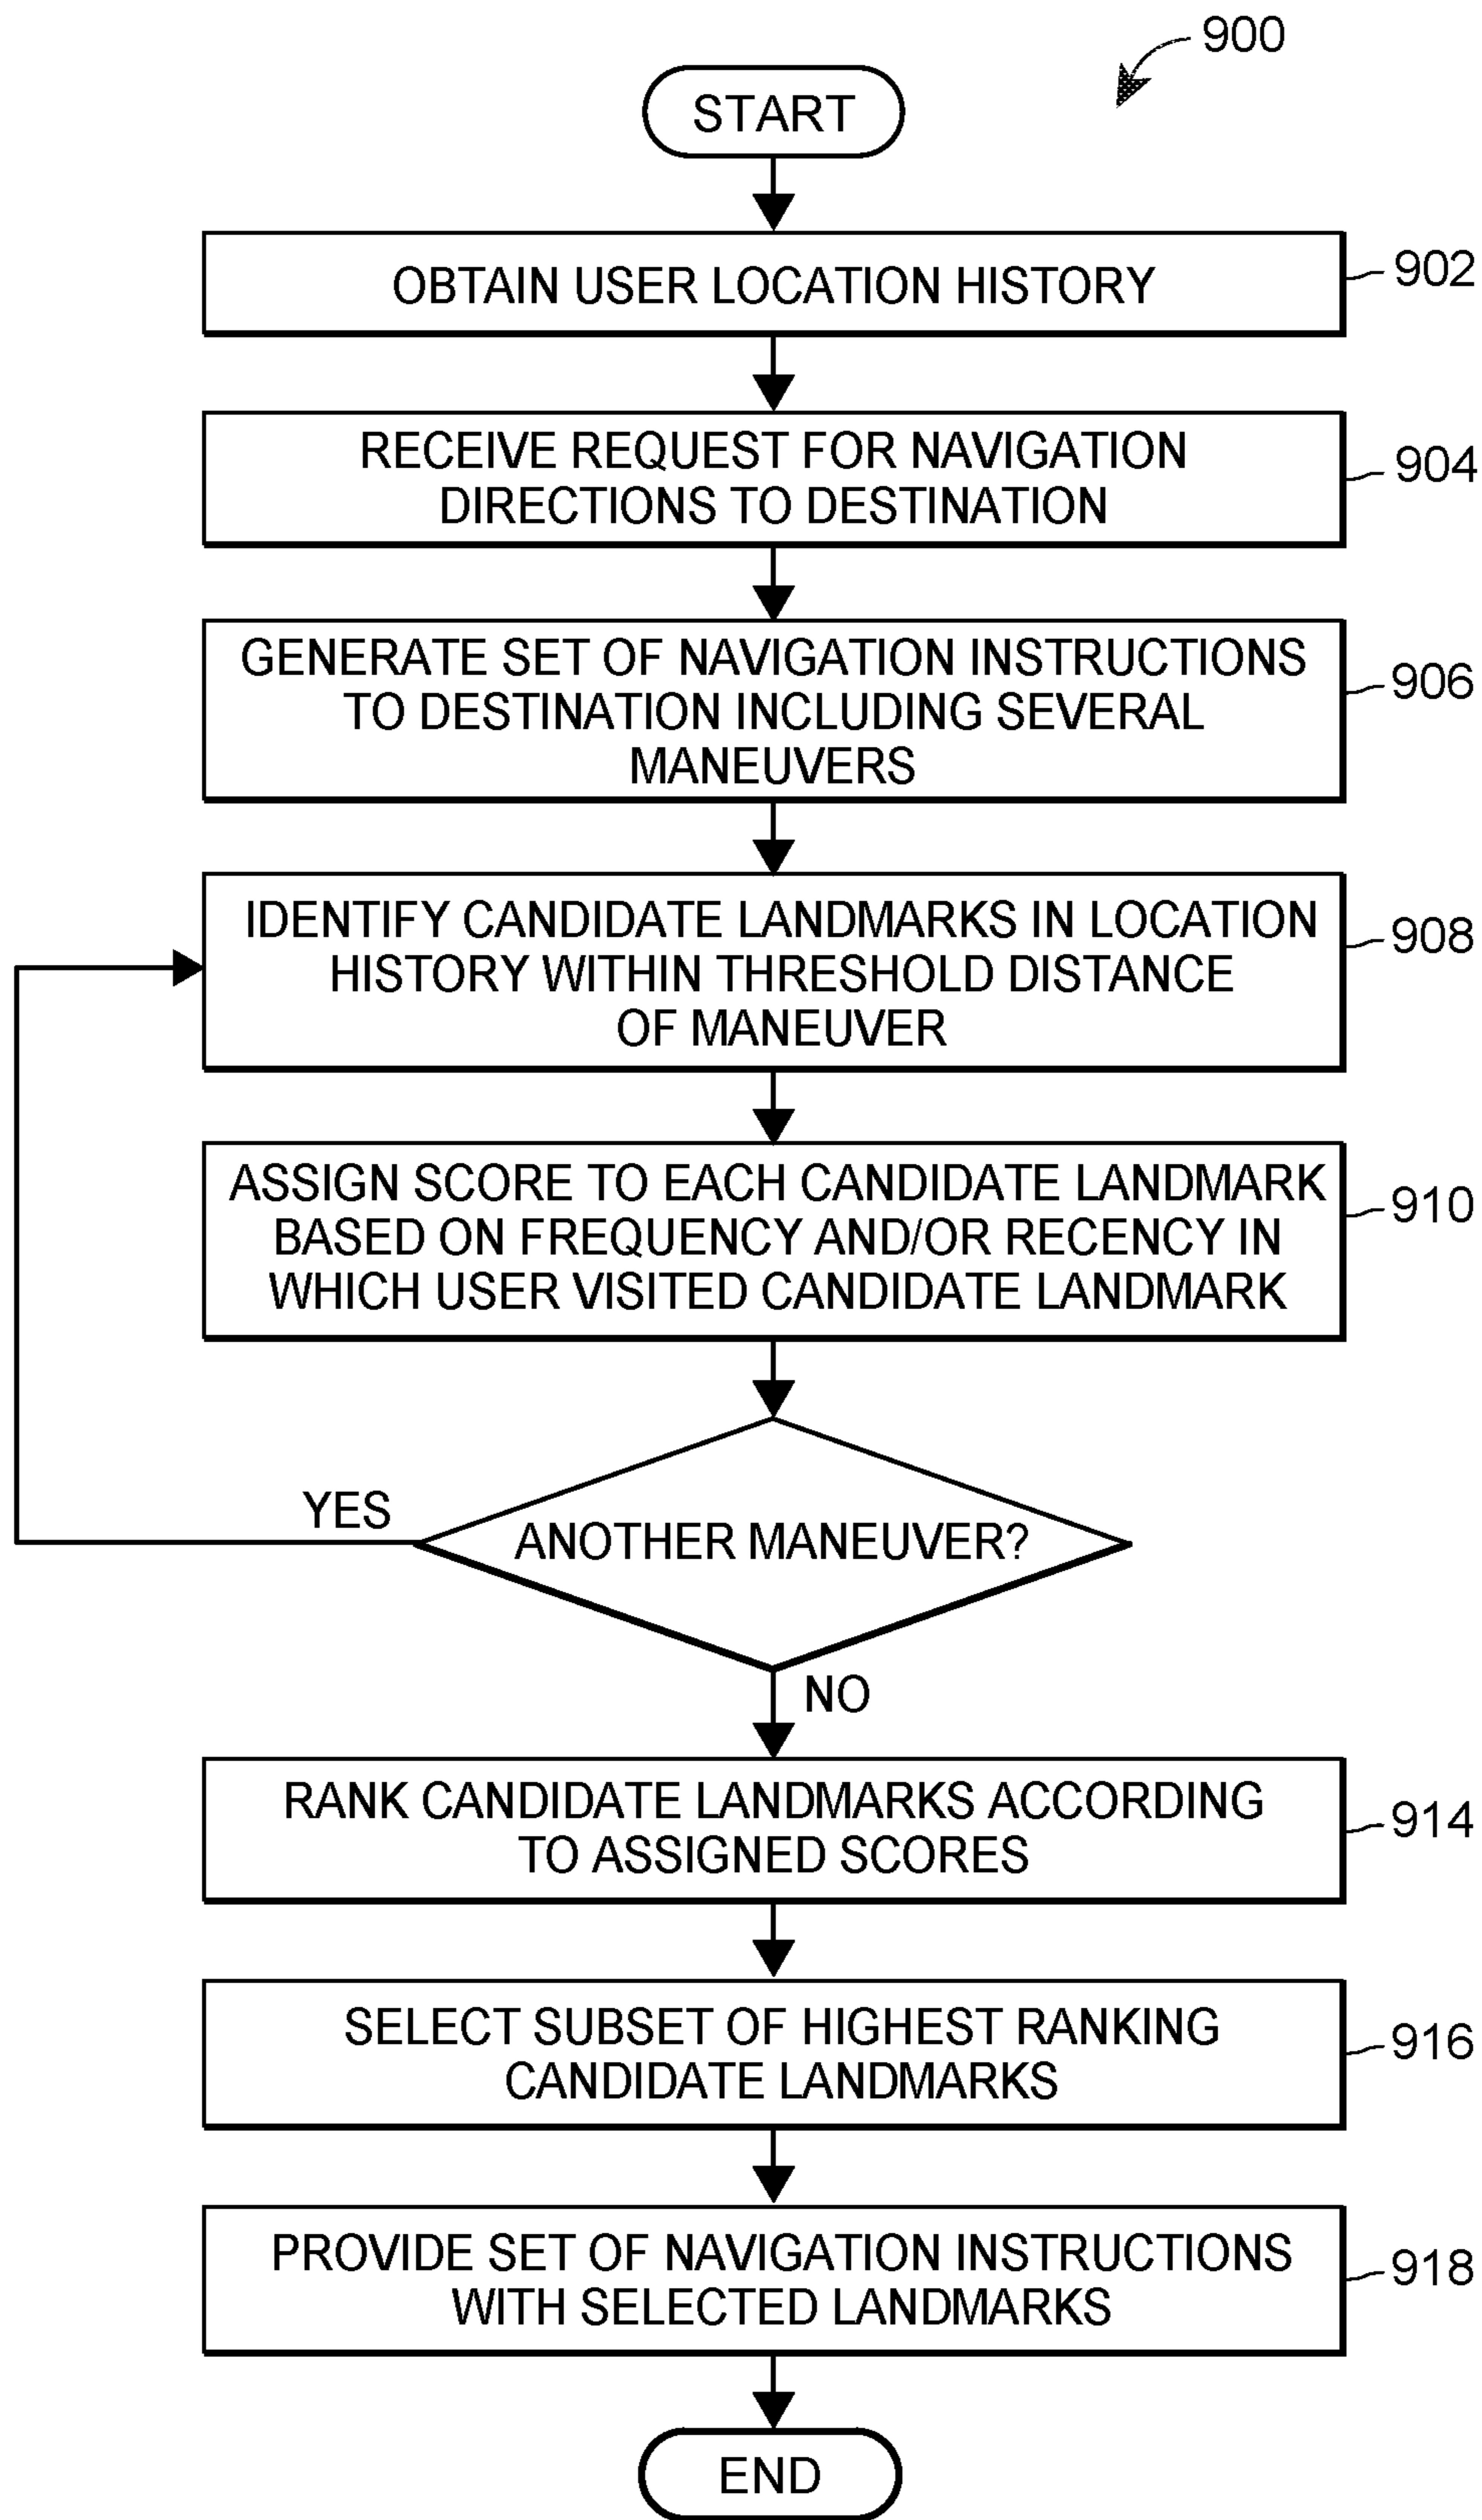 900
START
OBTAIN USER LOCATION HISTORY
902
RECEIVE REQUEST FOR NAVIGATION
DIRECTIONS TO DESTINATION
904
GENERATE SET OF NAVIGATION INSTRUCTIONS
TO DESTINATION INCLUDING SEVERAL
MANEUVERS
906
IDENTIFY CANDIDATE LANDMARKS IN LOCATION
HISTORY WITHIN THRESHOLD DISTANCE
OF MANEUVER
908
ASSIGN SCORE TO EACH CANDIDATE LANDMARK
BASED ON FREQUENCY AND/OR RECENCY IN
WHICH USER VISITED CANDIDATE LANDMARK
910
YES
ANOTHER MANEUVER?
NO
RANK CANDIDATE LANDMARKS ACCORDING
TO ASSIGNED SCORES
914
SELECT SUBSET OF HIGHEST RANKING
CANDIDATE LANDMARKS
916
PROVIDE SET OF NAVIGATION INSTRUCTIONS
WITH SELECTED LANDMARKS
918
END